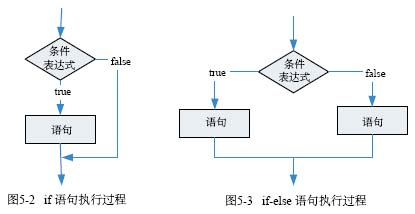 条件
表达式
false
true
语句
图5-2 if 语句执行过程
条件
表达式
true
false
语句
语句
图5-3 if-else 语句执行过程